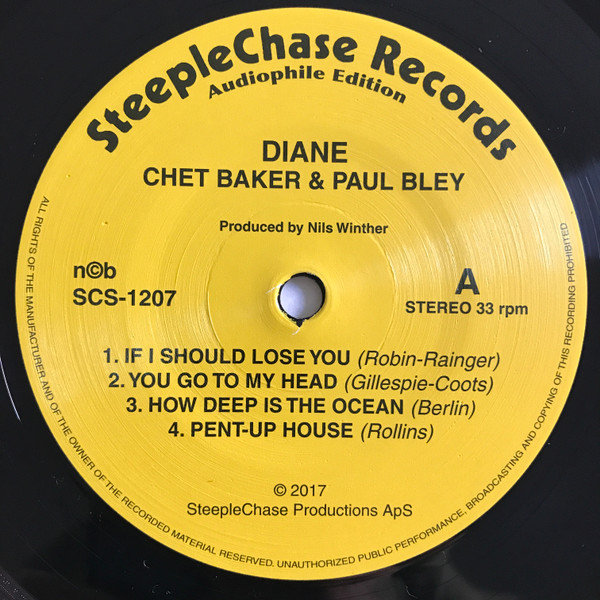 SteepleChase Records
Audiophile Edition
DIANE
CHET BAKER & PAUL BLEY
Produced by Nils Winther
n©b
SCS-1207
A
STEREO 33 rpm
1. IF I SHOULD LOSE YOU (Robin-Rainger)
2. YOU GO TO MY HEAD (Gillespie-Coots)
3. HOW DEEP IS THE OCEAN (Berlin)
4. PENT-UP HOUSE (Rollins)
© 2017
SteepleChase Productions ApS
ALL RIGHTS OF THE MANUFACTURER AND OF THE OWNER OF THE RECORDED MATERIAL RESERVED. UNAUTHORIZED PUBLIC PERFORMANCE, BROADCASTING AND COPYING OF THIS RECORDING PROHIBITED